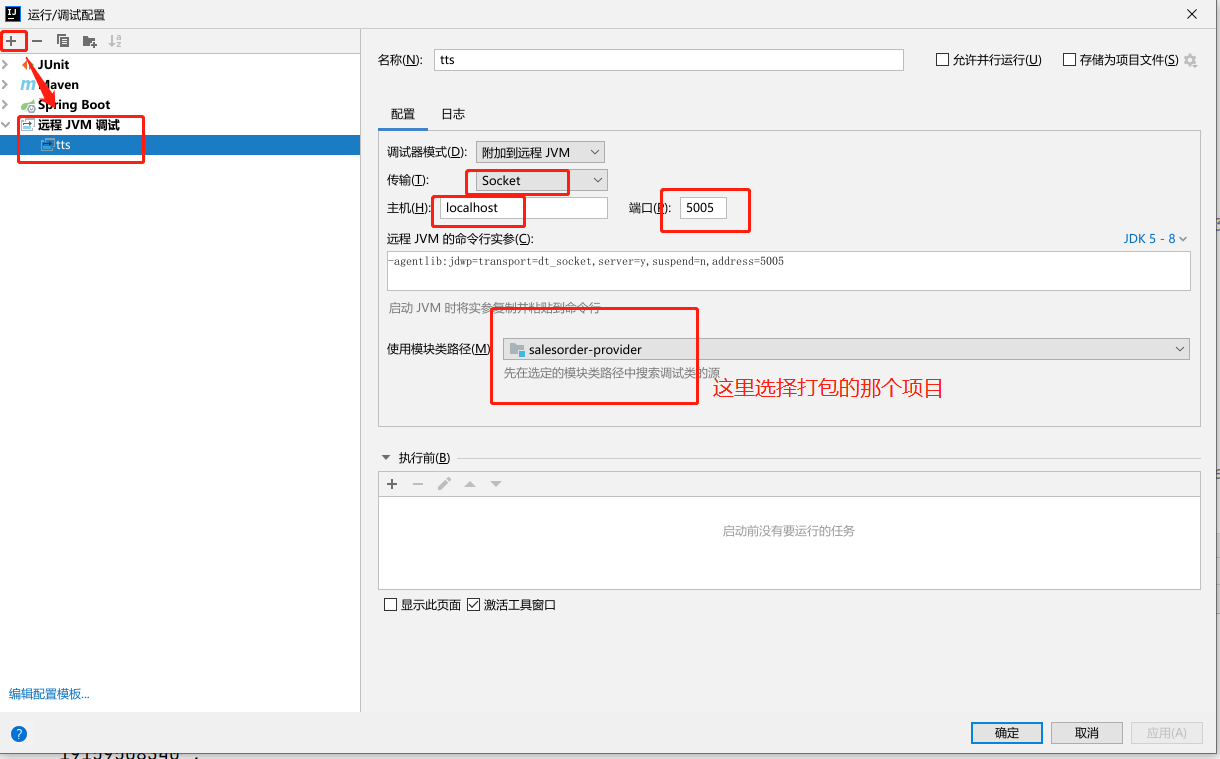 运行/调试配置
JUnit
Maven
Spring Boot
远程 JVM 调试
tts
编辑配置模板...
名称(N): tts
允许并行运行(U)
存储为项目文件(S)
配置 日志
调试器模式(D): 附加到远程 JVM
传输(T): Socket
主机(H): localhost 端口(P): 5005
远程 JVM 的命令行实参(C): JDK 5 - 8
-agentlib:jdwp=transport=dt_socket,server=y,suspend=n,address=5005
启动 JVM 时将实参复制并粘贴到命令行
使用模块类路径(M) salesorder-provider
先在选定的模块类路径中搜索调试类的源
这里选择打包的那个项目
执行前(B)
启动前没有要运行的任务
显示此页面 激活工具窗口
确定 取消 应用(A)